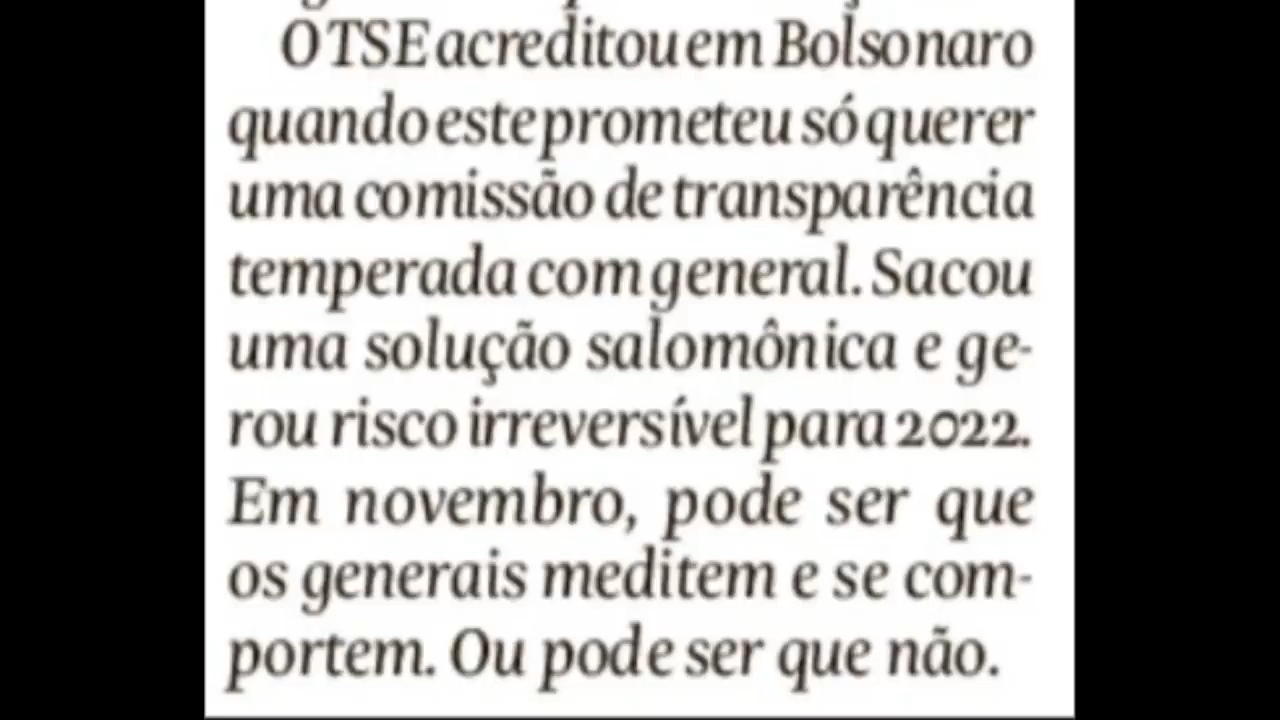 O TSE acreditou em Bolsonaro
quando este prometeu só querer
uma comissão de transparência
temperada com general. Sacou
uma solução salomônica e ge-
rou risco irreversível para 2022.
Em novembro, pode ser que
os generais meditem e se com-
portem. Ou pode ser que não.